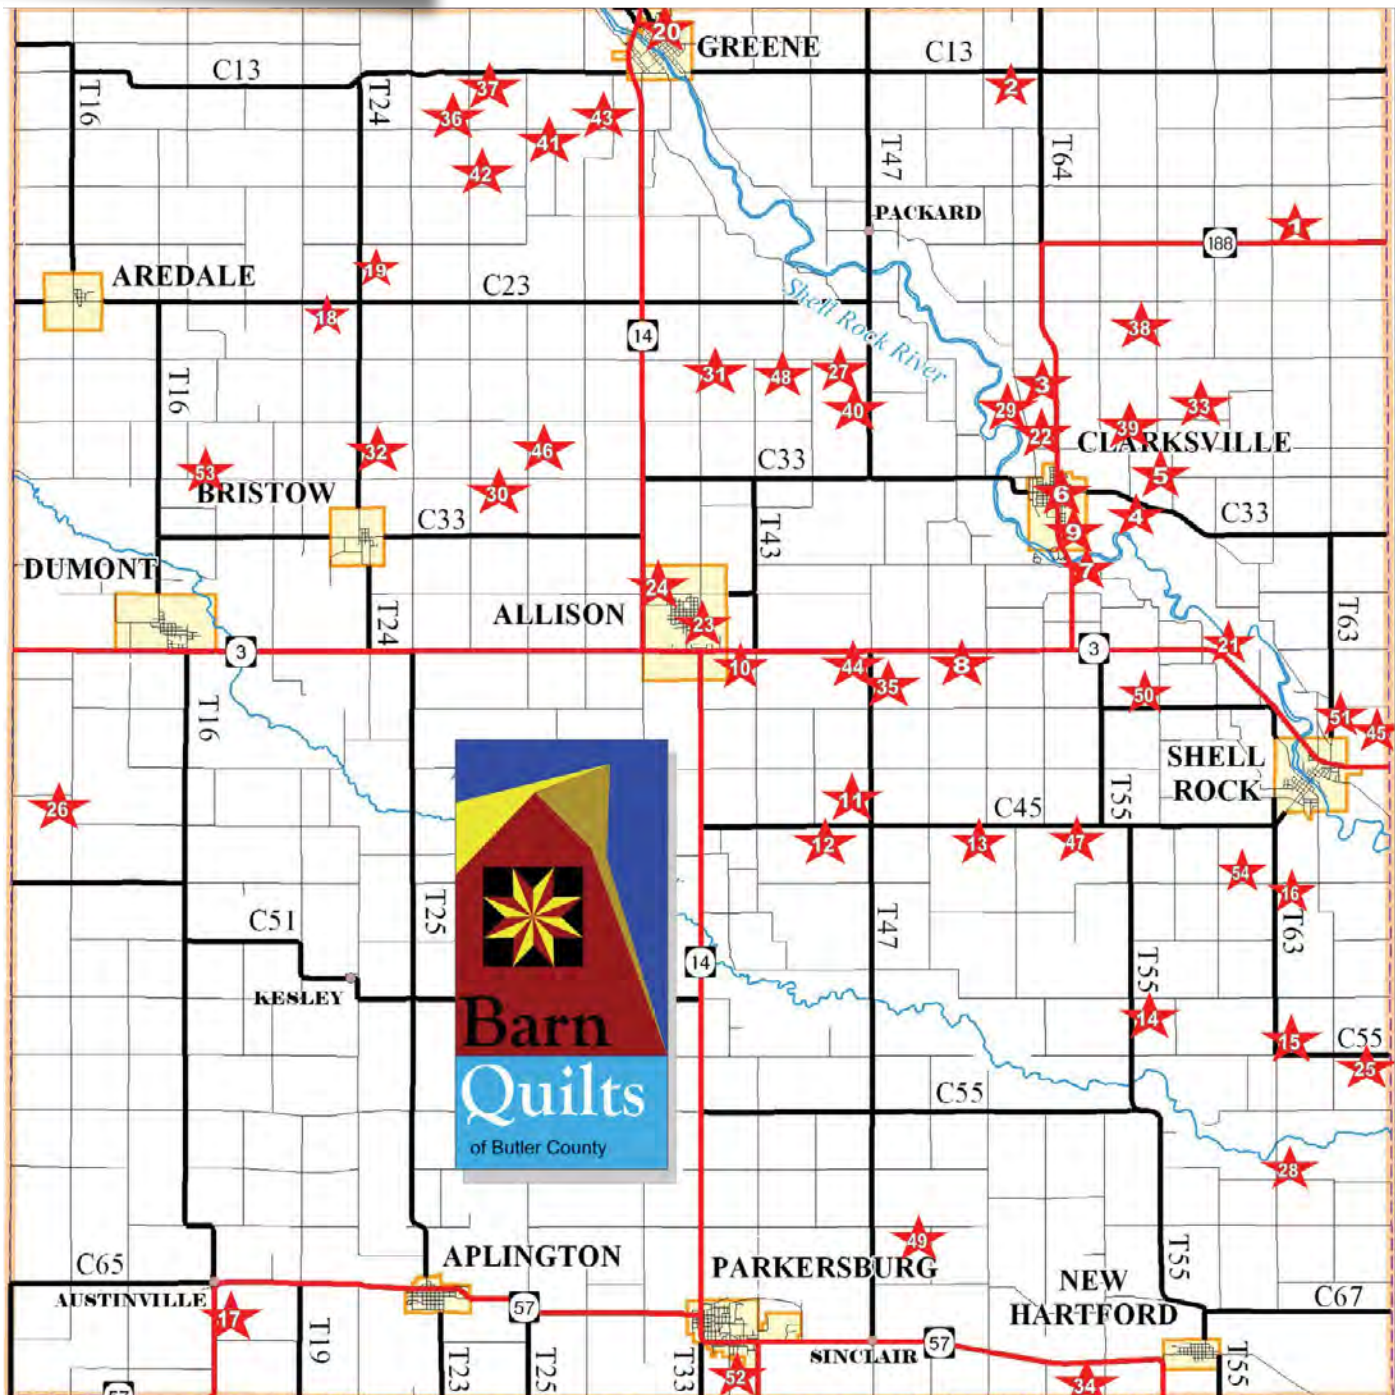 20
GREENE
C13
C13
37
2
T16
T24
36
43
41
T47
T64
42
PACKARD
1
188
19
AREDALE
C23
18
Shell Rock River
14
38
31
48
27
3
T16
40
29
33
22
39
CLARKSVILLE
32
46
53
C33
5
BRISTOW
30
6
C33
4
C33
T43
9
DUMONT
7
24
ALLISON
T24
23
T63
3
3
21
10
44
8
35
50
T16
51
45
SHELL
ROCK
26
11
C45
T55
12
13
47
54
16
C51
T25
T47
T63
14
T55
KESLEY
14
Barn
15
C55
25
Quilts
C55
of Butler County
28
49
T55
C65
APLINGTON
PARKERSBURG
NEW
HARTFORD
AUSTINVILLE
C67
57
17
T19
57
SINCLAIR
T23
T25
T33
52
34
T55
57